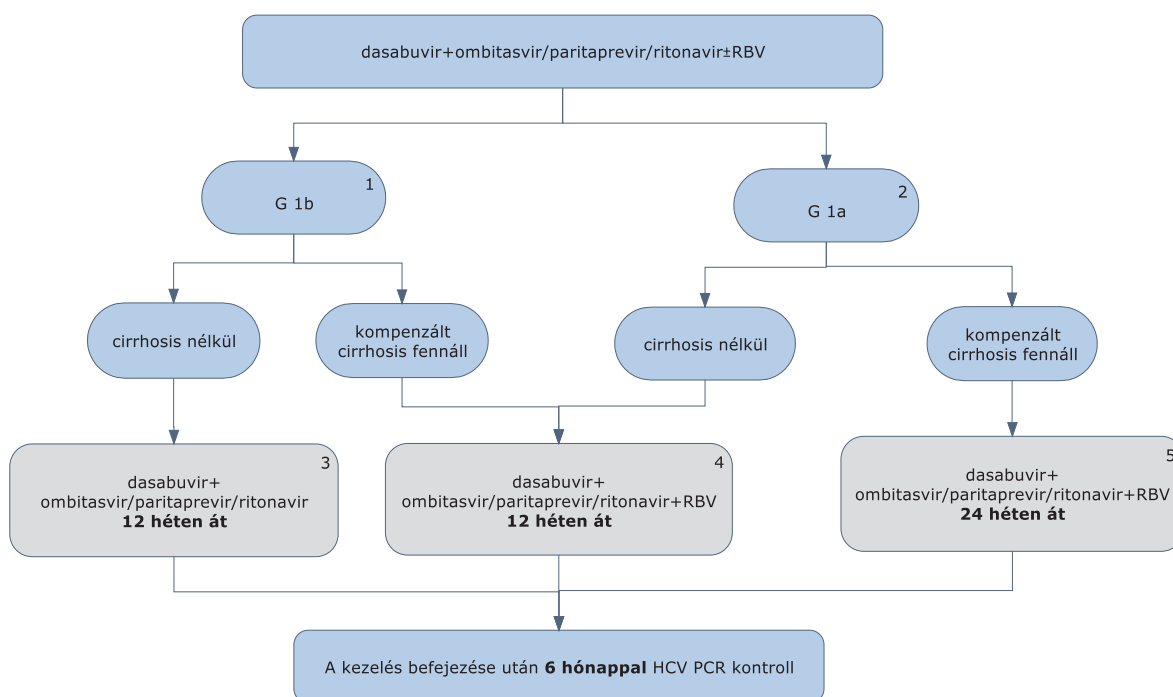 dasabuvir+ombitasvir/paritaprevir/ritonavir±RBV
1
G 1b
2
G 1a
cirrhosis nélkül
kompenzált
cirrhosis fennáll
cirrhosis nélkül
kompenzált
cirrhosis fennáll
3
dasabuvir+
ombitasvir/paritaprevir/ritonavir
12 héten át
4
dasabuvir+
ombitasvir/paritaprevir/ritonavir+RBV
12 héten át
5
dasabuvir+
ombitasvir/paritaprevir/ritonavir+RBV
24 héten át
A kezelés befejezése után 6 hónappal HCV PCR kontroll